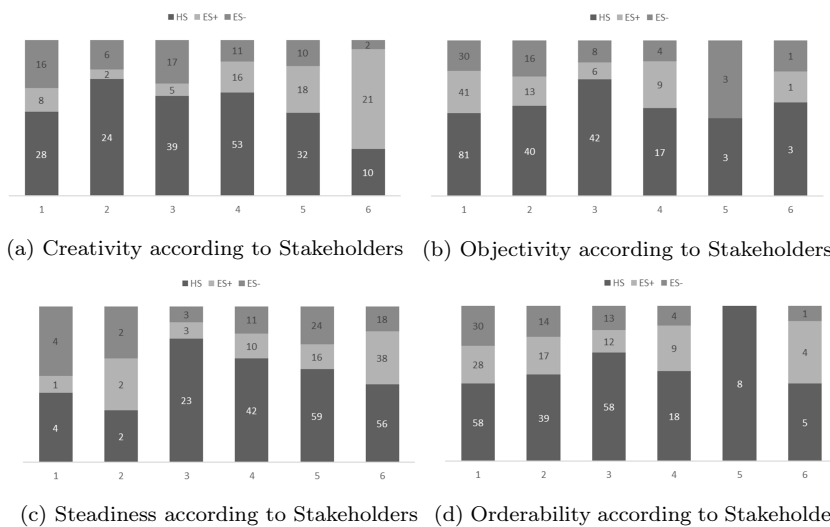 HS ES+ ES-
16 6 17 11 10 2
8 2 5 16 18 21
28 24 39 53 32 10
1 2 3 4 5 6
(a) Creativity according to Stakeholders
HS ES+ ES-
30 16 8 4 3 1
41 13 6 9 1
81 40 42 17 3 3
1 2 3 4 5 6
(b) Objectivity according to Stakeholders
HS ES+ ES-
4 2 3 11 24 18
1 2 3 10 16 38
4 2 23 42 59 56
1 2 3 4 5 6
(c) Steadiness according to Stakeholders
HS ES+ ES-
30 14 13 4 1
28 17 12 9 4
58 39 58 18 8 5
1 2 3 4 5 6
(d) Orderability according to Stakeholde